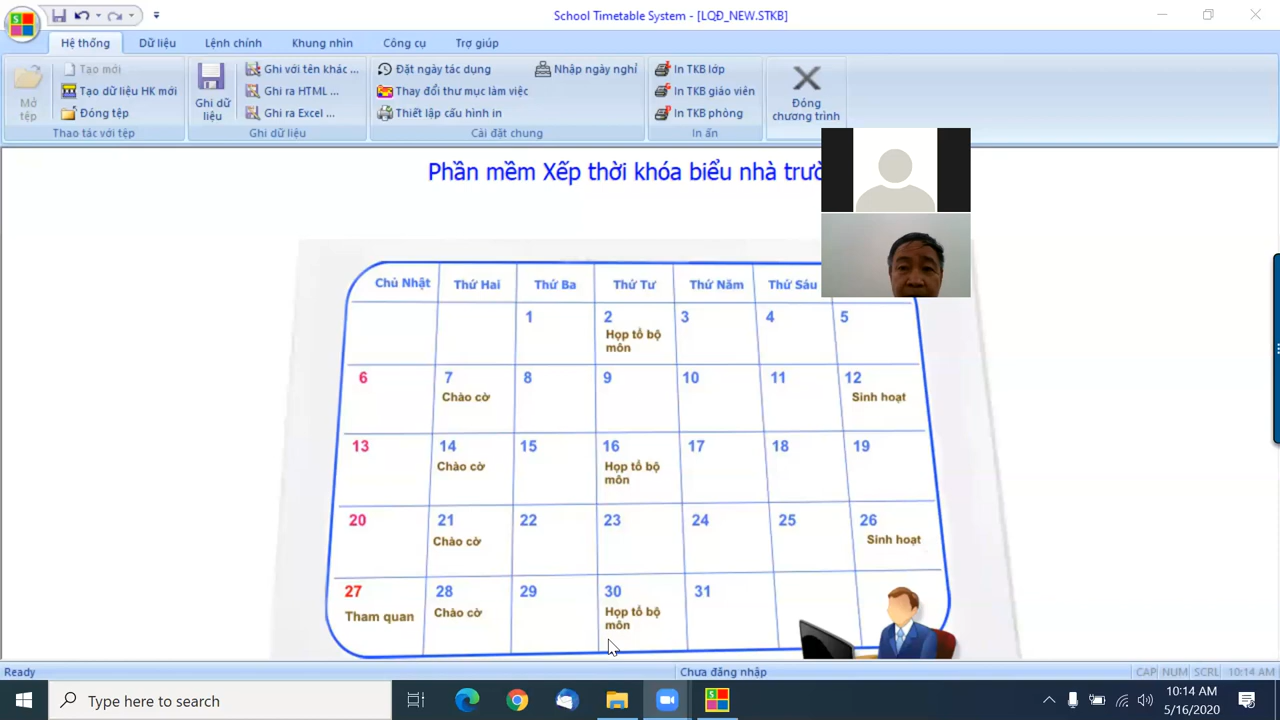 School Timetable System - [LQĐ_NEW.STKB]
Hệ thống Dữ liệu Lệnh chính Khung nhìn Công cụ Trợ giúp
Mở tệp
Tạo mới
Tạo dữ liệu HK mới
Đóng tệp
Thao tác với tệp
Ghi dữ liệu
Ghi với tên khác ...
Ghi ra HTML ...
Ghi ra Excel ...
Ghi dữ liệu
Đặt ngày tác dụng
Nhập ngày nghỉ
Thay đổi thư mục làm việc
Thiết lập cấu hình in
Cài đặt chung
In TKB lớp
In TKB giáo viên
In TKB phòng
In ấn
Đóng
chương trình
Phần mềm Xếp thời khóa biểu nhà
Chủ Nhật Thứ Hai Thứ Ba Thứ Tư Thứ Năm Thứ Sáu
1 2 3 4 5
Họp tổ bộ
môn
6 7 8 9 10 11 12
Chào cờ Sinh hoạt
13 14 15 16 17 18 19
Chào cờ Họp tổ bộ
môn
20 21 22 23 24 25 26
Chào cờ Sinh hoạt
27 28 29 30 31
Tham quan Chào cờ Họp tổ bộ
môn
Ready Chưa đăng nhập CAP NUM SCRL 10:14 AM
Type here to search
10:14 AM
5/16/2020